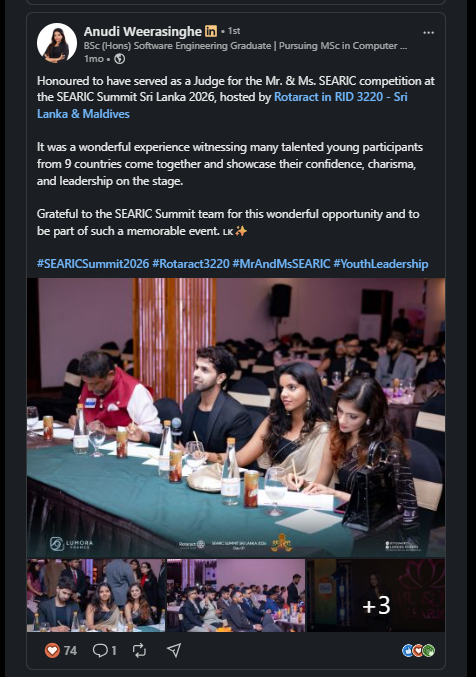 Anudi Weerasinghe in • 1st
BSc (Hons) Software Engineering Graduate | Pursuing MSc in Computer ...
1mo •
Honoured to have served as a Judge for the Mr. & Ms. SEARIC competition at
the SEARIC Summit Sri Lanka 2026, hosted by Rotaract in RID 3220 - Sri
Lanka & Maldives
It was a wonderful experience witnessing many talented young participants
from 9 countries come together and showcase their confidence, charisma,
and leadership on the stage.
Grateful to the SEARIC Summit team for this wonderful opportunity and to
be part of such a memorable event. LK✨
#SEARICSummit2026 #Rotaract3220 #MrAndMsSEARIC #YouthLeadership
LUMORA
FRAMES
Rotaract
SEARIC SUMMIT SRI LANKA 2026
+3
74
1